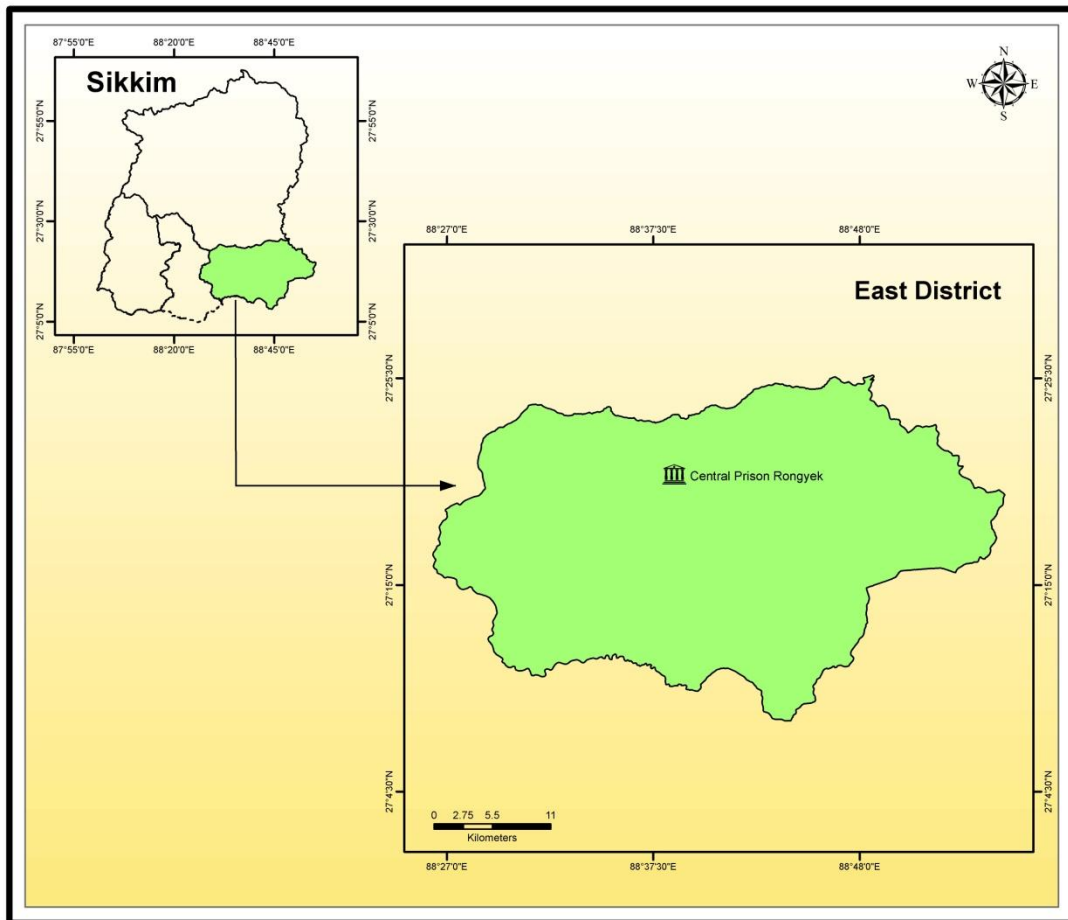 87°55'0"E 88°20'0"E 88°45'0"E
Sikkim
27°55'0"N 27°55'0"N
27°30'0"N 27°30'0"N
27°5'0"N 27°5'0"N
87°55'0"E 88°20'0"E 88°45'0"E
N
W E
S
88°27'0"E 88°37'30"E 88°48'0"E
East District
27°25'30"N 27°25'30"N
Central Prison Rongyek
27°15'0"N 27°15'0"N
27°4'30"N 27°4'30"N
0 2.75 5.5 11
Kilometers
88°27'0"E 88°37'30"E 88°48'0"E